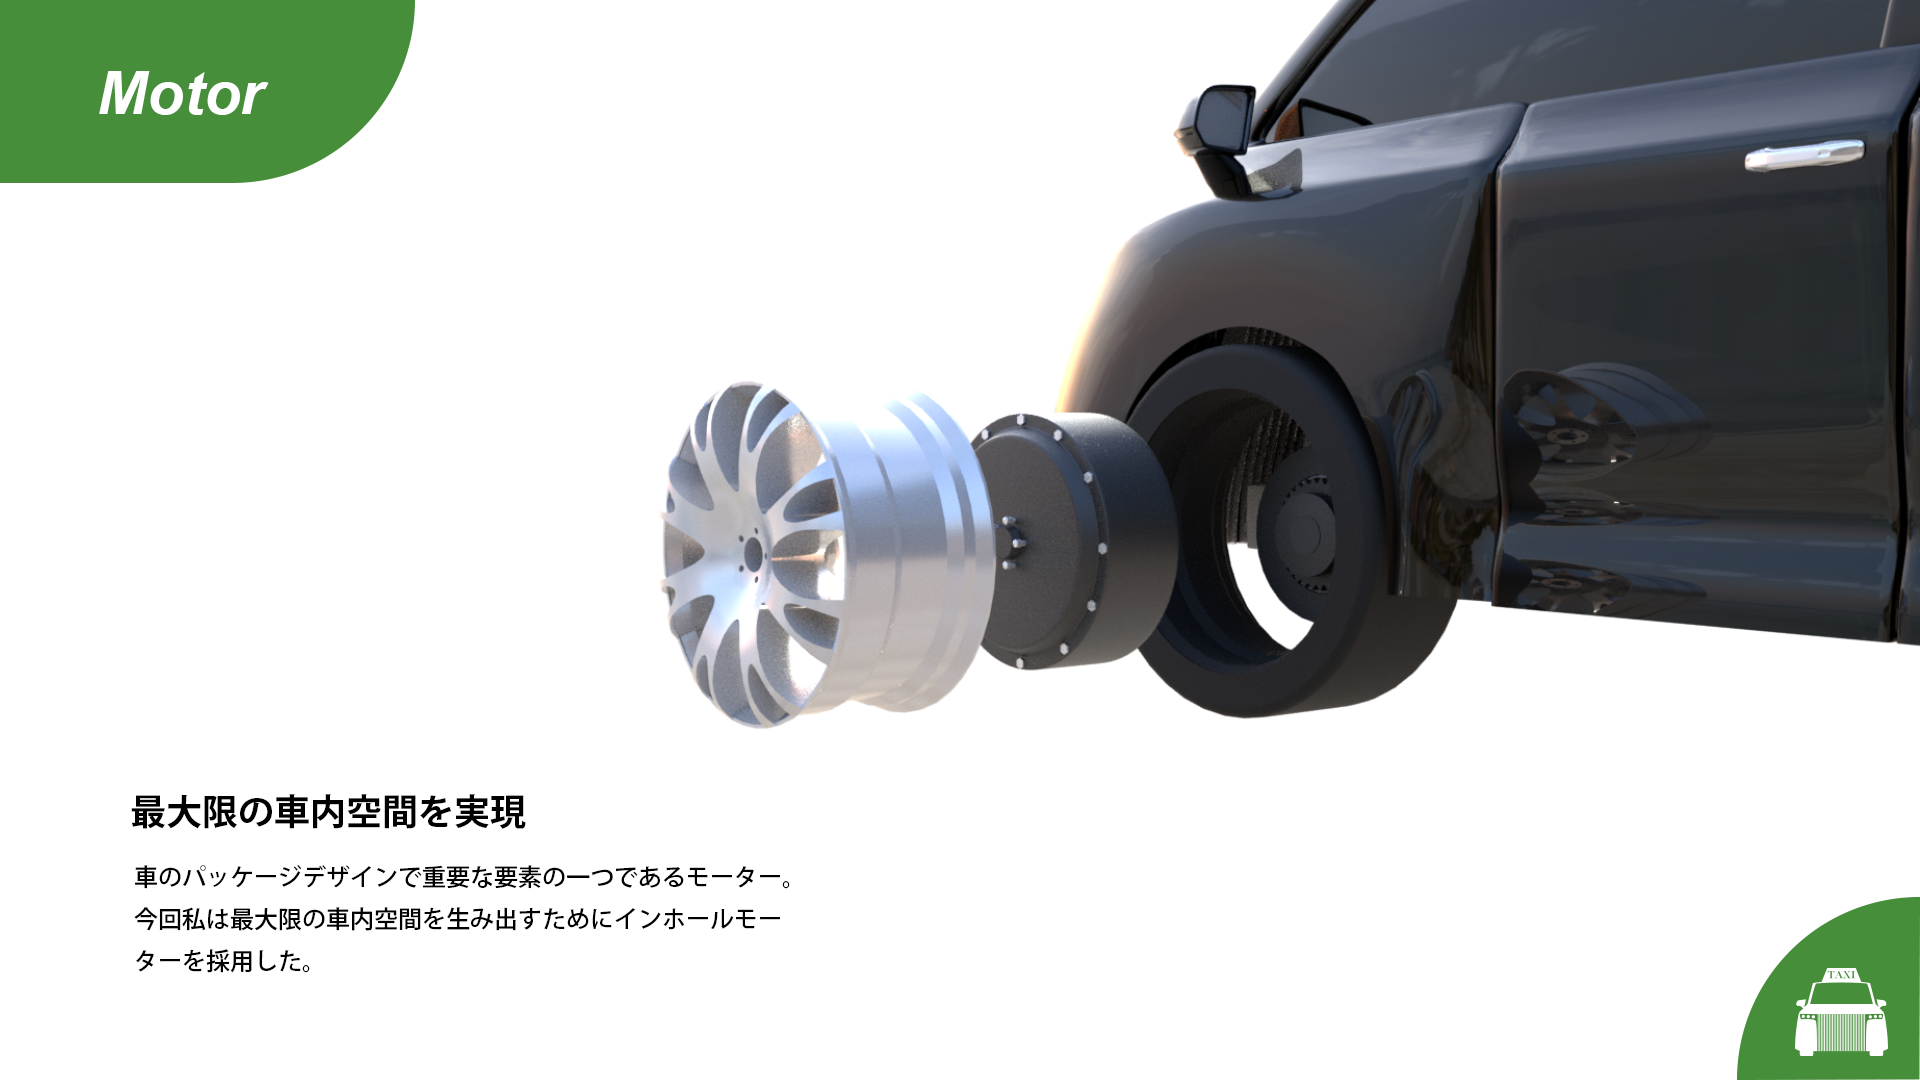 Motor
最大限の車内空間を実現
車のパッケージデザインで重要な要素の一つであるモーター。
今回私は最大限の車内空間を生み出すためにインホールモー
ターを採用した。
TAXI